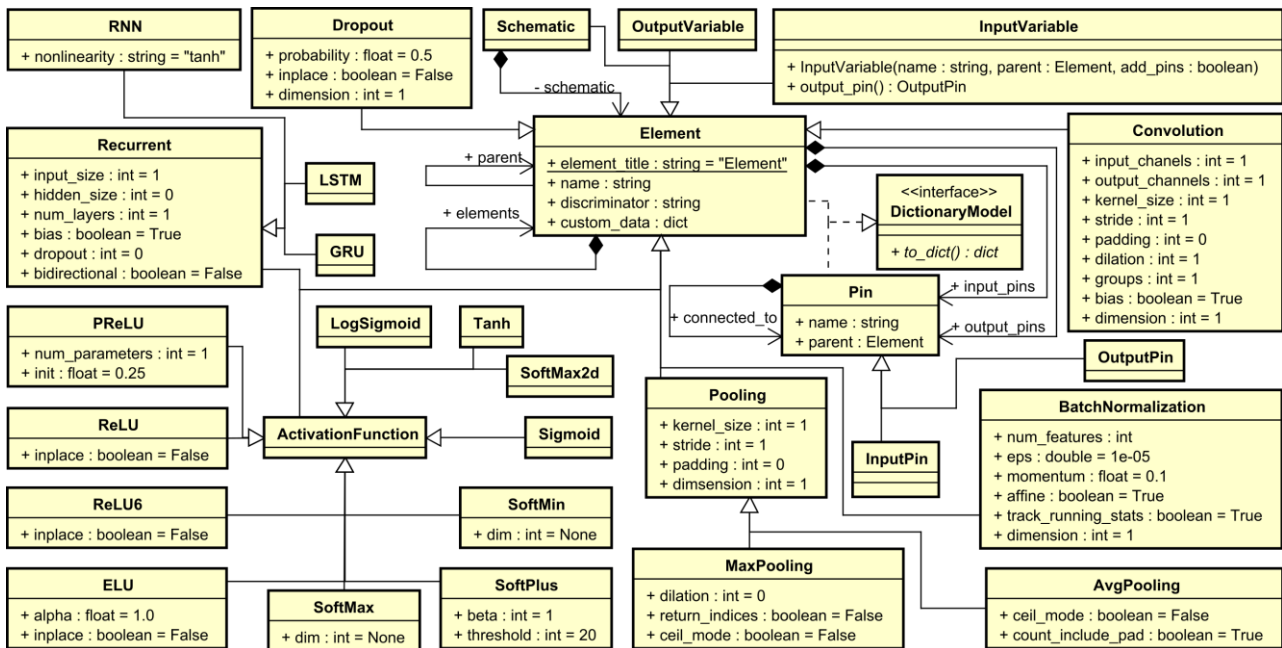 RNN
+ nonlinearity : string = "tanh"
Dropout
+ probability : float = 0.5
+ inplace : boolean = False
+ dimension : int = 1
Schematic
OutputVariable
InputVariable
+ InputVariable(name : string, parent : Element, add_pins : boolean)
+ output_pin() : OutputPin
- schematic
Recurrent
+ input_size : int = 1
+ hidden_size : int = 0
+ num_layers : int = 1
+ bias : boolean = True
+ dropout : int = 0
+ bidirectional : boolean = False
LSTM
GRU
+ parent
+ elements
Element
+ element_title : string = "Element"
+ name : string
+ discriminator : string
+ custom_data : dict
<<interface>>
DictionaryModel
+ to_dict() : dict
Convolution
+ input_chanels : int = 1
+ output_channels : int = 1
+ kernel_size : int = 1
+ stride : int = 1
+ padding : int = 0
+ dilation : int = 1
+ groups : int = 1
+ bias : boolean = True
+ dimension : int = 1
Pin
+ name : string
+ parent : Element
+ connected_to
+ input_pins
+ output_pins
PReLU
+ num_parameters : int = 1
+ init : float = 0.25
LogSigmoid
Tanh
SoftMax2d
OutputPin
ReLU
+ inplace : boolean = False
ActivationFunction
Sigmoid
Pooling
+ kernel_size : int = 1
+ stride : int = 1
+ padding : int = 0
+ dimsension : int = 1
InputPin
BatchNormalization
+ num_features : int
+ eps : double = 1e-05
+ momentum : float = 0.1
+ affine : boolean = True
+ track_running_stats : boolean = True
+ dimension : int = 1
ReLU6
+ inplace : boolean = False
SoftMin
+ dim : int = None
ELU
+ alpha : float = 1.0
+ inplace : boolean = False
SoftMax
+ dim : int = None
SoftPlus
+ beta : int = 1
+ threshold : int = 20
MaxPooling
+ dilation : int = 0
+ return_indices : boolean = False
+ ceil_mode : boolean = False
AvgPooling
+ ceil_mode : boolean = False
+ count_include_pad : boolean = True